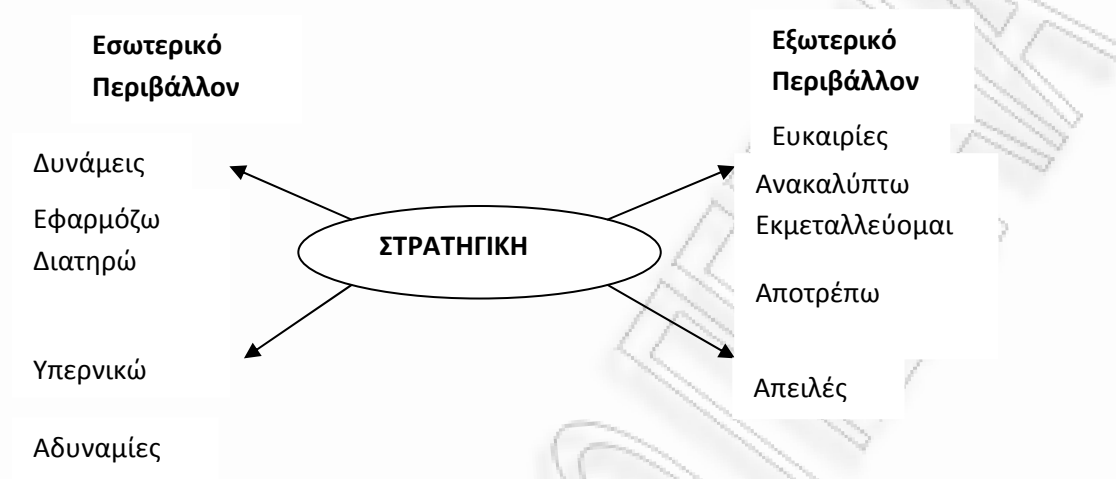 Εσωτερικό
Περιβάλλον
Δυνάμεις
Εφαρμόζω
Διατηρώ
Υπερνικώ
Αδυναμίες
ΣΤΡΑΤΗΓΙΚΗ
Εξωτερικό
Περιβάλλον
Ευκαιρίες
Ανακαλύπτω
Εκμεταλλεύομαι
Αποτρέπω
Απειλές